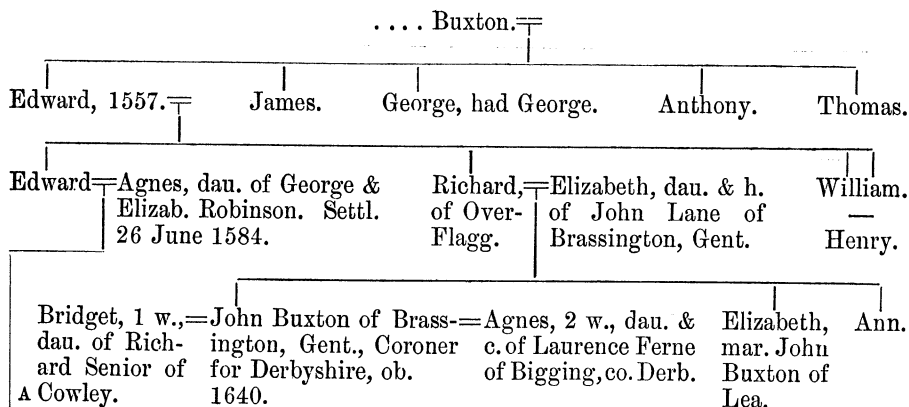 .... Buxton.
Edward, 1557. James. George, had George. Anthony. Thomas.
Edward Agnes, dau. of George &
Elizab. Robinson. Settl.
26 June 1584.
Richard,
of Over-
Flagg.
Elizabeth, dau. & h.
of John Lane of
Brassington, Gent.
William.
—
Henry.
Bridget, 1 w.,
dau. of Rich-
ard Senior of
A Cowley.
=John Buxton of Brass-
ington, Gent., Coroner
for Derbyshire, ob.
1640.
=Agnes, 2 w., dau. &
c. of Laurence Ferne
of Bigging, co. Derb.
Elizabeth,
mar. John
Buxton of
Lea.
Ann.